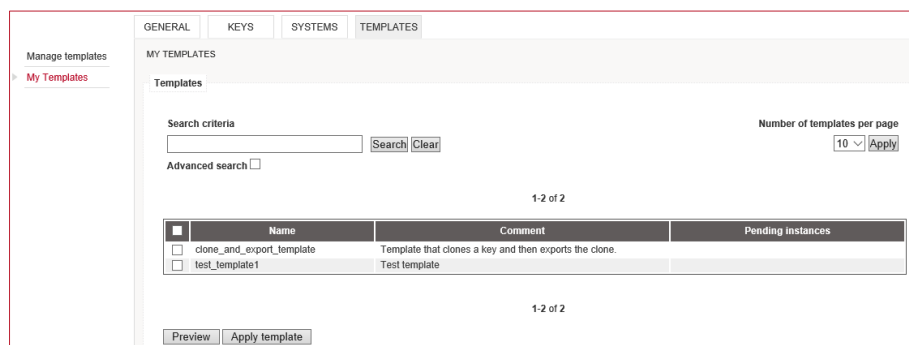 GENERAL KEYS SYSTEMS TEMPLATES
Manage templates
My Templates
MY TEMPLATES
Templates
Search criteria
Number of templates per page
Search Clear
10 Apply
Advanced search
1-2 of 2
Name Comment Pending instances
clone_and_export_template Template that clones a key and then exports the clone.
test_template1 Test template
1-2 of 2
Preview Apply template